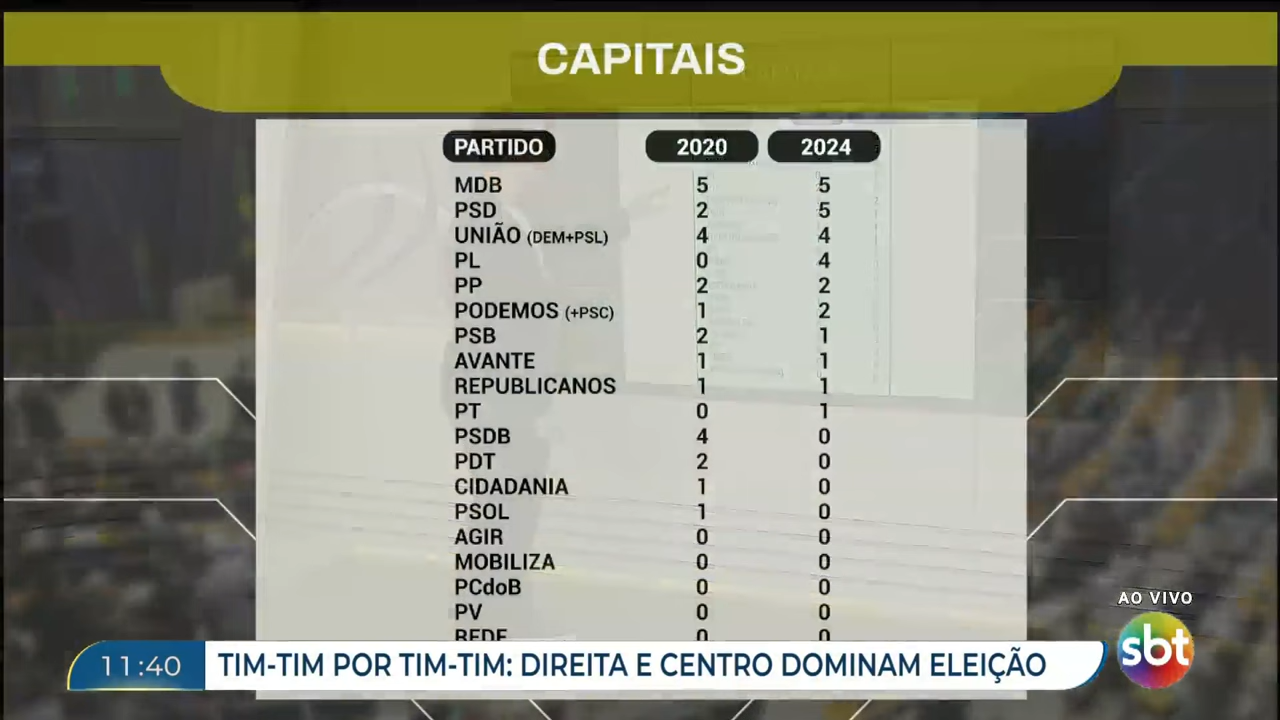 CAPITAIS
PARTIDO 2020 2024
MDB 5 5
PSD 2 5
UNIÃO (DEM+PSL) 4 4
PL 0 4
PP 2 2
PODEMOS (+PSC) 1 2
PSB 2 1
AVANTE 1 1
REPUBLICANOS 1 1
PT 0 1
PSDB 4 0
PDT 2 0
CIDADANIA 1 0
PSOL 1 0
AGIR 0 0
MOBILIZA 0 0
PCdoB 0 0
PV 0 0
REDE 0 0
AO VIVO
sbt
11:40 TIM-TIM POR TIM-TIM: DIREITA E CENTRO DOMINAM ELEIÇÃO